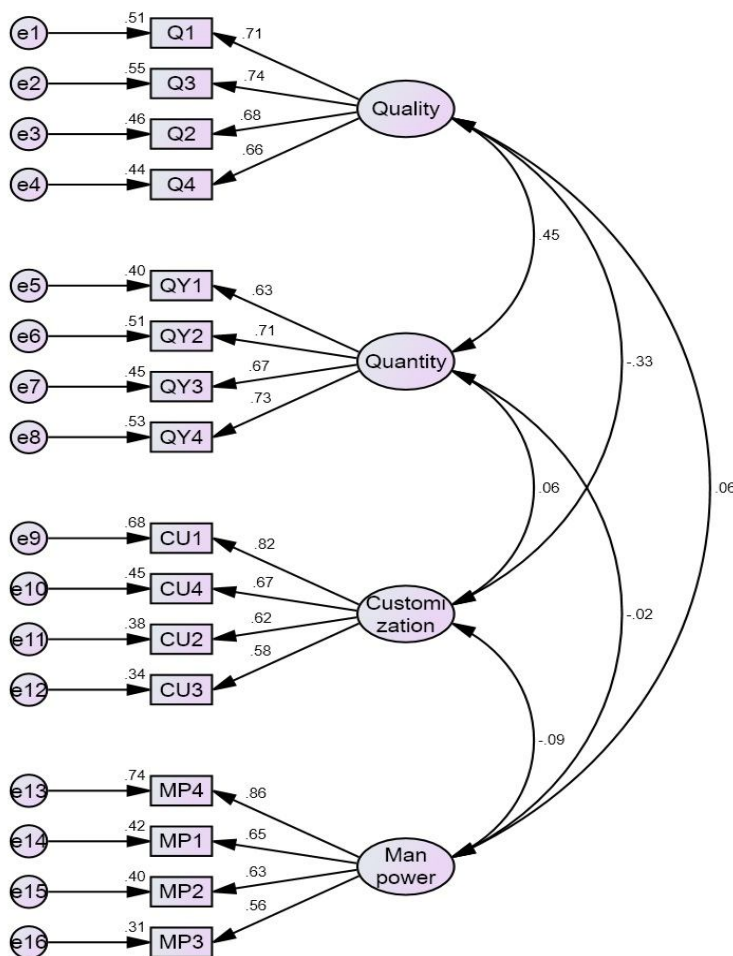 e1 .51 Q1 .71
e2 .55 Q3 .74
Quality
e3 .46 Q2 .68
e4 .44 Q4 .66
.45
e5 .40 QY1 .63
e6 .51 QY2 .71
Quantity
-.33
e7 .45 QY3 .67
e8 .53 QY4 .73
.06
.06
e9 .68 CU1 .82
e10 .45 CU4 .67
Customi
zation
-.02
e11 .38 CU2 .62
e12 .34 CU3 .58
-.09
e13 .74 MP4 .86
e14 .42 MP1 .65
Man
power
e15 .40 MP2 .63
e16 .31 MP3 .56